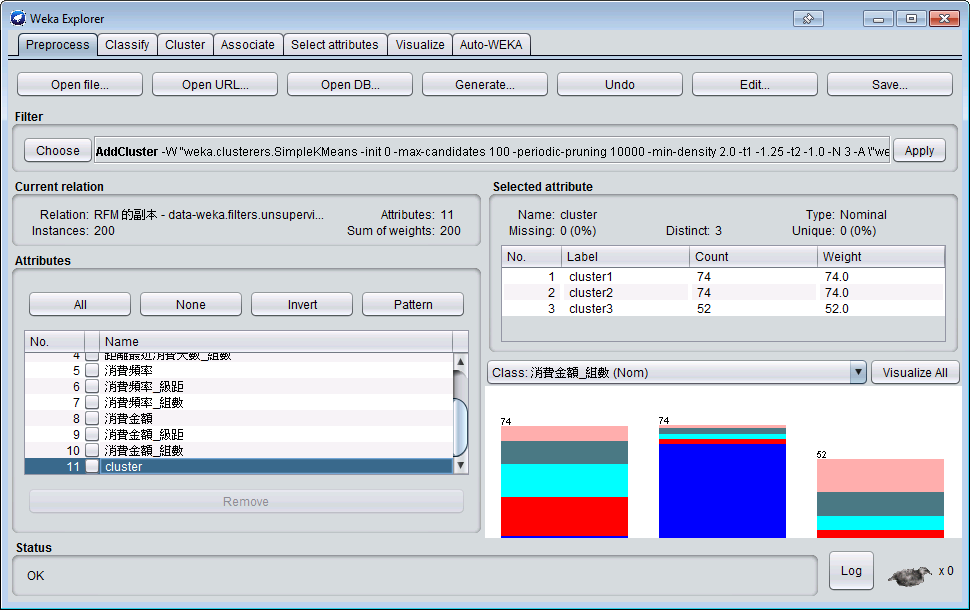 Weka Explorer
Preprocess Classify Cluster Associate Select attributes Visualize Auto-WEKA
Open file... Open URL... Open DB... Generate... Undo Edit... Save...
Filter
Choose AddCluster -W "weka.clusterers.SimpleKMeans -init 0 -max-candidates 100 -periodic-pruning 10000 -min-density 2.0 -t1 -1.25 -t2 -1.0 -N 3 -A \"we Apply
Current relation
Relation: RFM 的副本 - data-weka.filters.unsupervi... Attributes: 11
Instances: 200 Sum of weights: 200
Attributes
All None Invert Pattern
No. Name
4 距離最近消費天數_組數
5 消費頻率
6 消費頻率_級距
7 消費頻率_組數
8 消費金額
9 消費金額_級距
10 消費金額_組數
11 cluster
Remove
Selected attribute
Name: cluster Type: Nominal
Missing: 0 (0%) Distinct: 3 Unique: 0 (0%)
No. Label Count Weight
1 cluster1 74 74.0
2 cluster2 74 74.0
3 cluster3 52 52.0
Class: 消費金額_組數 (Nom) Visualize All
74 74 52
Status
OK
Log x 0